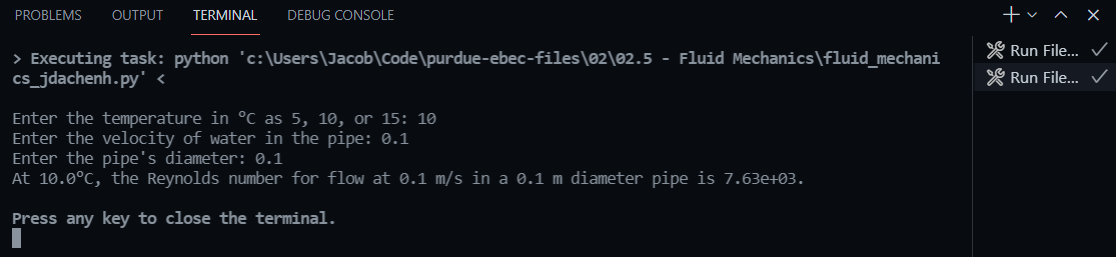 PROBLEMS OUTPUT TERMINAL DEBUG CONSOLE
> Executing task: python 'c:\Users\Jacob\Code\purdue-ebec-files\02\02.5 - Fluid Mechanics\fluid_mechani
cs_jdachenh.py' <
Run File...
Run File...
Enter the temperature in °C as 5, 10, or 15: 10
Enter the velocity of water in the pipe: 0.1
Enter the pipe's diameter: 0.1
At 10.0°C, the Reynolds number for flow at 0.1 m/s in a 0.1 m diameter pipe is 7.63e+03.
Press any key to close the terminal.